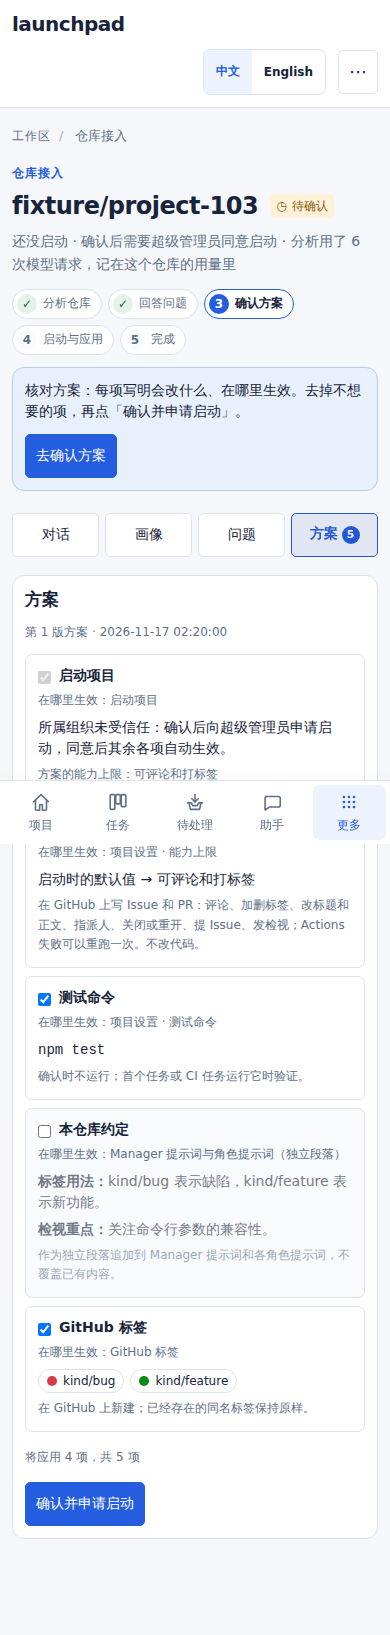 launchpad
中文 English ⋯
工作区 / 仓库接入
仓库接入
fixture/project-103 ◷ 待确认
还没启动 · 确认后需要超级管理员同意启动 · 分析用了 6
次模型请求，记在这个仓库的用量里
✓ 分析仓库 ✓ 回答问题 3 确认方案
4 启动与应用 5 完成
核对方案：每项写明会改什么、在哪里生效。去掉不想
要的项，再点「确认并申请启动」。
去确认方案
对话 画像 问题 方案 5
方案
第 1 版方案 · 2026-11-17 02:20:00
启动项目
在哪里生效：启动项目
所属组织未受信任：确认后向超级管理员申请启
动，同意后其余各项自动生效。
方案的能力上限：可评论和打标签
项目 任务 待处理 助手 更多
在哪里生效：项目设置 · 能力上限
启动时的默认值 → 可评论和打标签
在 GitHub 上写 Issue 和 PR：评论、加删标签、改标题和
正文、指派人、关闭或重开、提 Issue、发检视；Actions
失败可以重跑一次。不改代码。
测试命令
在哪里生效：项目设置 · 测试命令
npm test
确认时不运行；首个任务或 CI 任务运行它时验证。
本仓库约定
在哪里生效：Manager 提示词与角色提示词（独立段落）
标签用法：kind/bug 表示缺陷，kind/feature 表
示新功能。
检视重点：关注命令行参数的兼容性。
作为独立段落追加到 Manager 提示词和各角色提示词，不
覆盖已有内容。
GitHub 标签
在哪里生效：GitHub 标签
kind/bug kind/feature
在 GitHub 上新建；已经存在的同名标签保持原样。
将应用 4 项，共 5 项
确认并申请启动